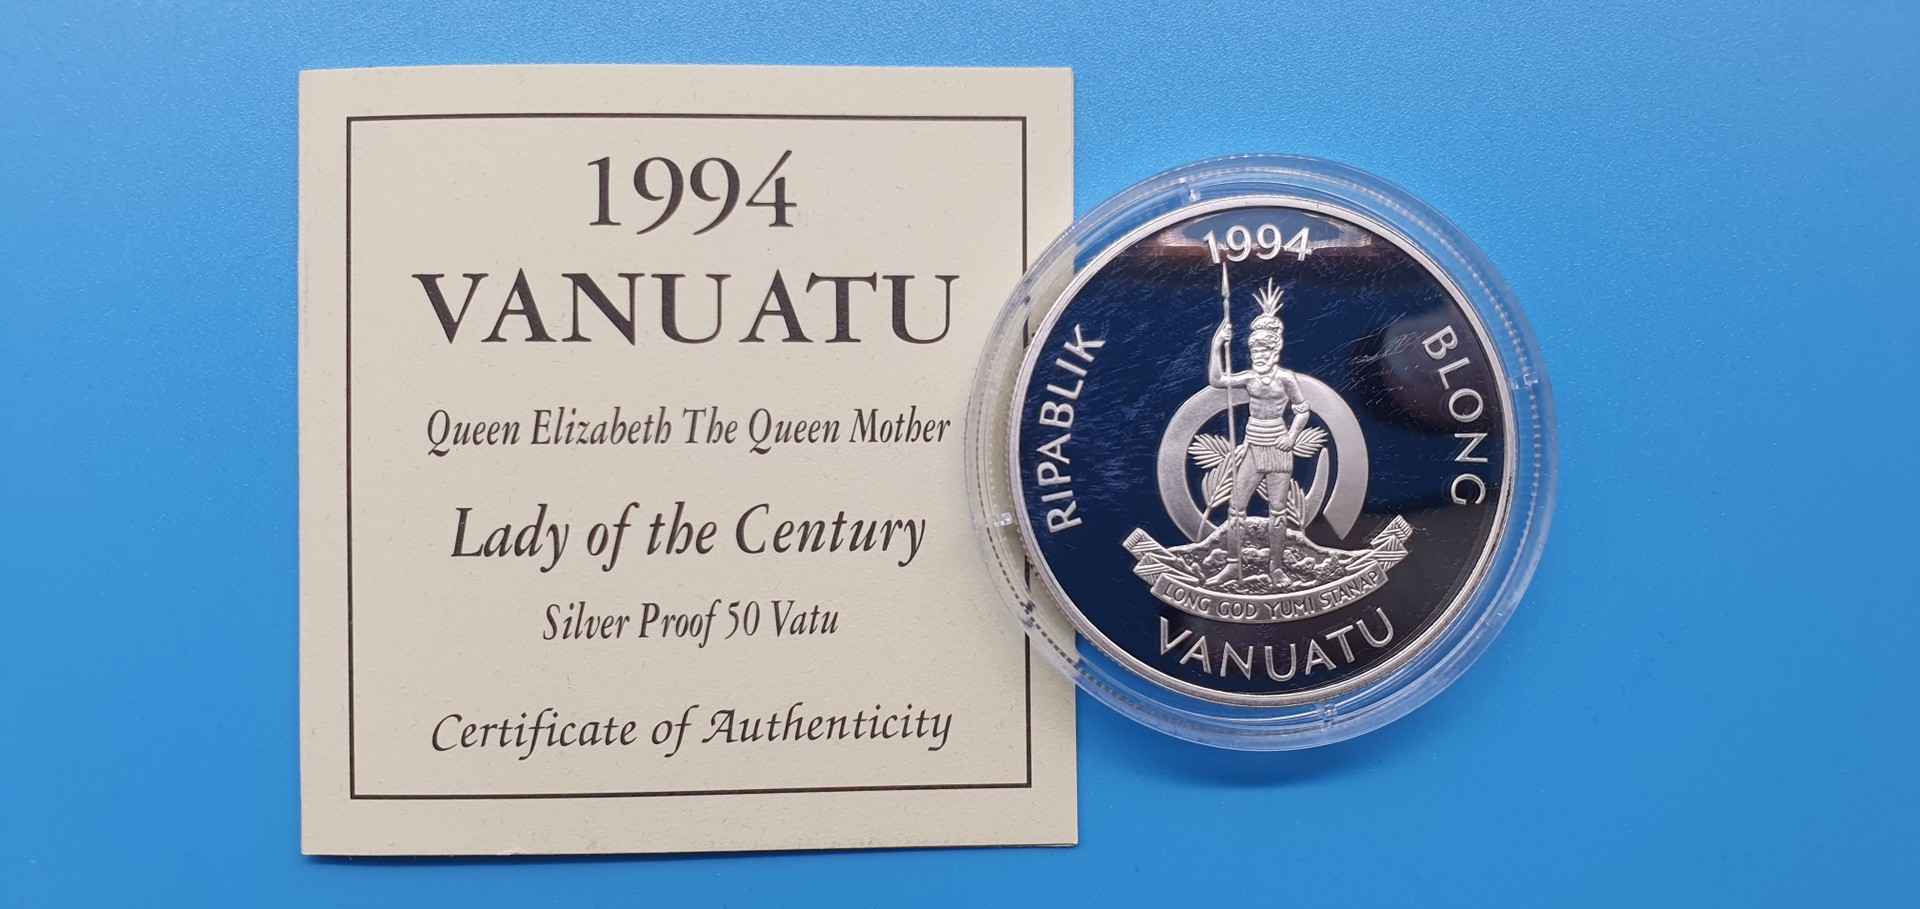 1994
VANUATU
Queen Elizabeth The Queen Mother
Lady of the Century
Silver Proof 50 Vatu
Certificate of Authenticity
1994
RIPABLIK
BLONG
LONG GOD YUMI STANAP
VANUATU